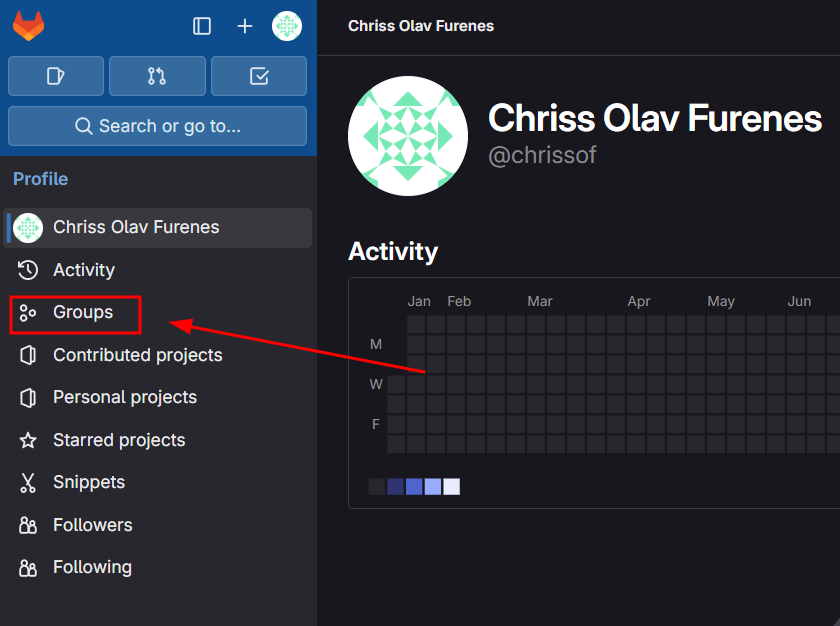 Search or go to...
Profile
Chriss Olav Furenes
Activity
Groups
Contributed projects
Personal projects
Starred projects
Snippets
Followers
Following
Chriss Olav Furenes
Chriss Olav Furenes
@chrissof
Activity
Jan Feb Mar Apr May Jun
M
W
F